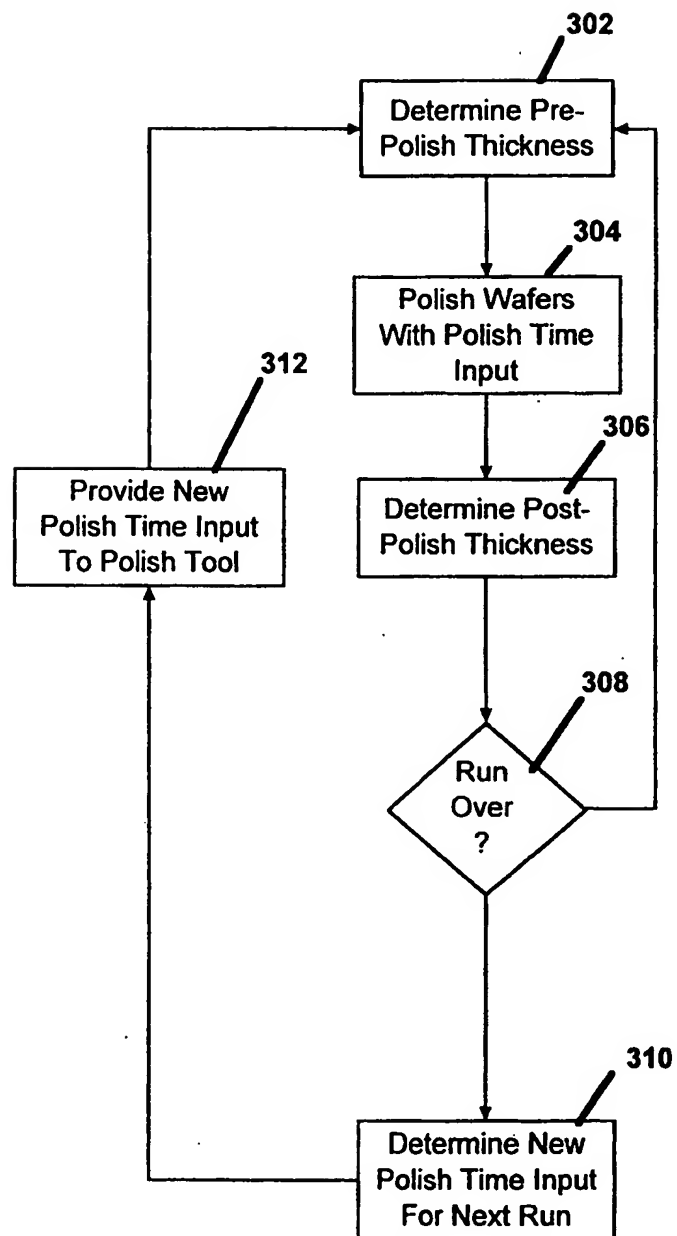 302
Determine Pre-
Polish Thickness
304
Polish Wafers
With Polish Time
Input
312
306
Provide New
Polish Time Input
To Polish Tool
Determine Post-
Polish Thickness
308
Run
Over
?
310
Determine New
Polish Time Input
For Next Run